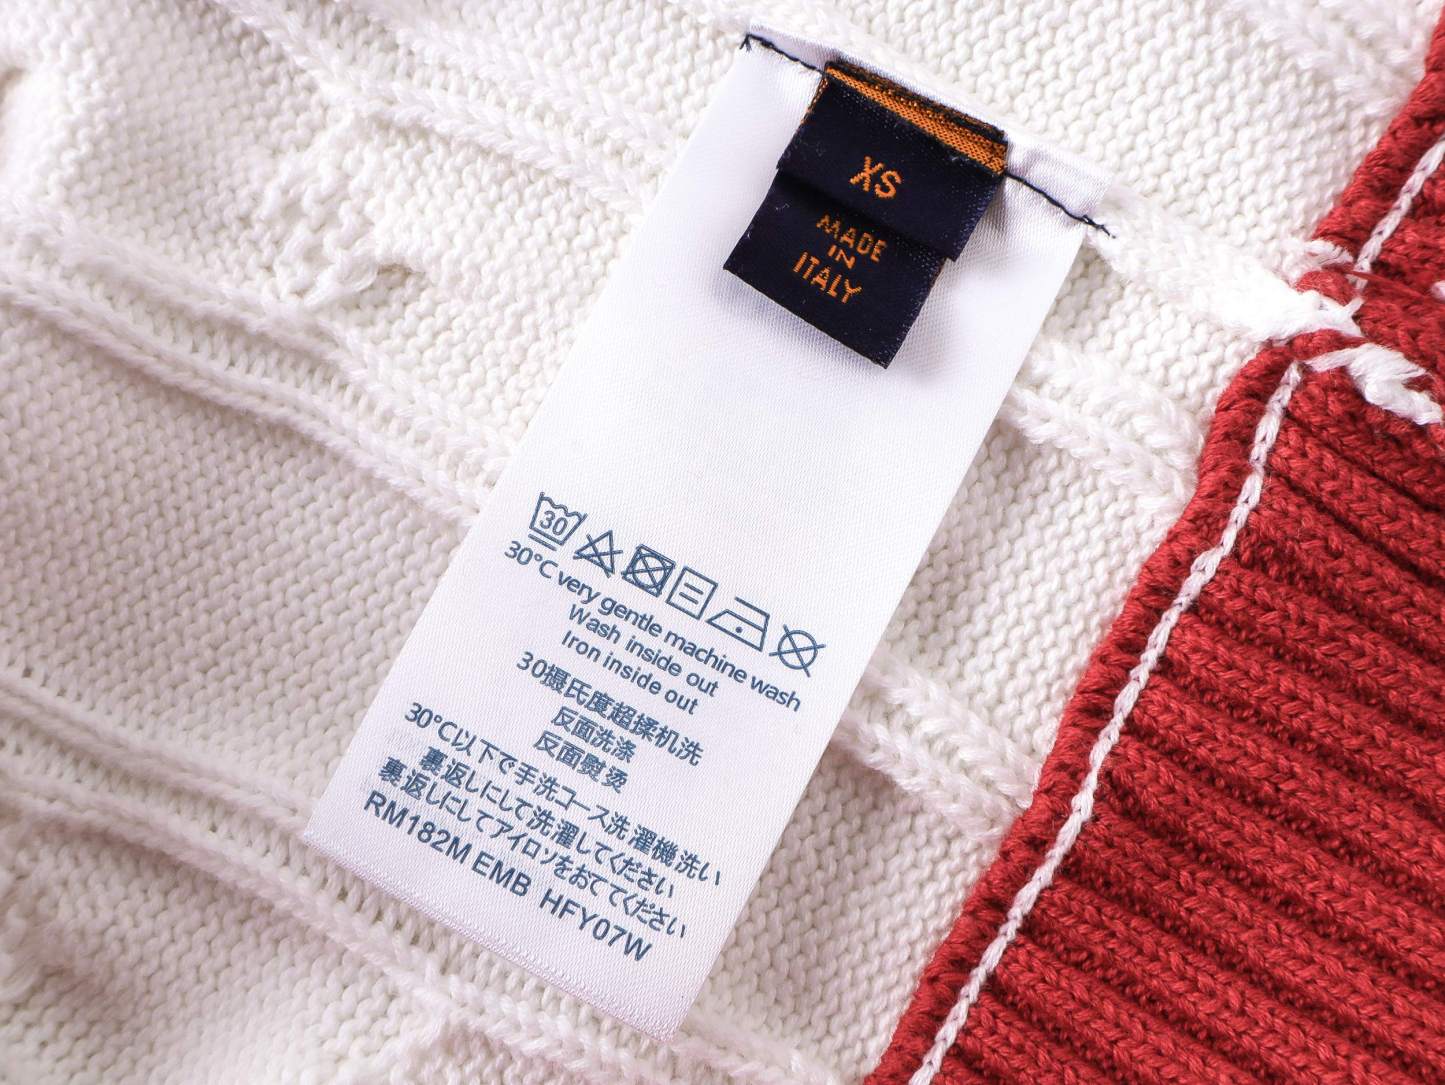 XS
MADE
IN
ITALY
30
30°C very gentle machine wash
Wash inside out
Iron inside out
30摄氏度超揉机洗
反面洗涤
反面熨烫
30°C以下で手洗コース洗濯機洗い
裏返しにして洗濯してください
裏返しにしてアイロンをおててください
RM182M EMB HFY07W